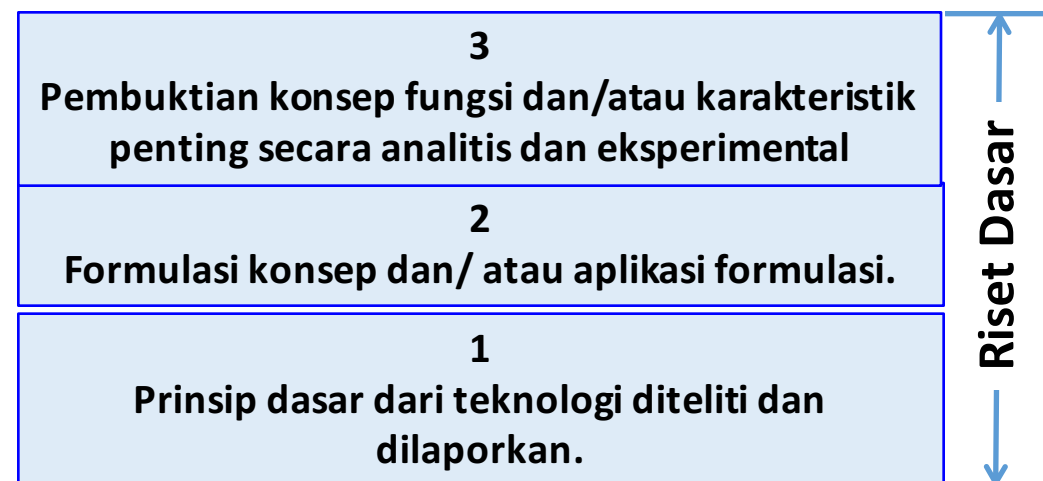 3
Pembuktian konsep fungsi dan/atau karakteristik
penting secara analitis dan eksperimental
2
Formulasi konsep dan/ atau aplikasi formulasi.
1
Prinsip dasar dari teknologi diteliti dan
dilaporkan.
Riset Dasar